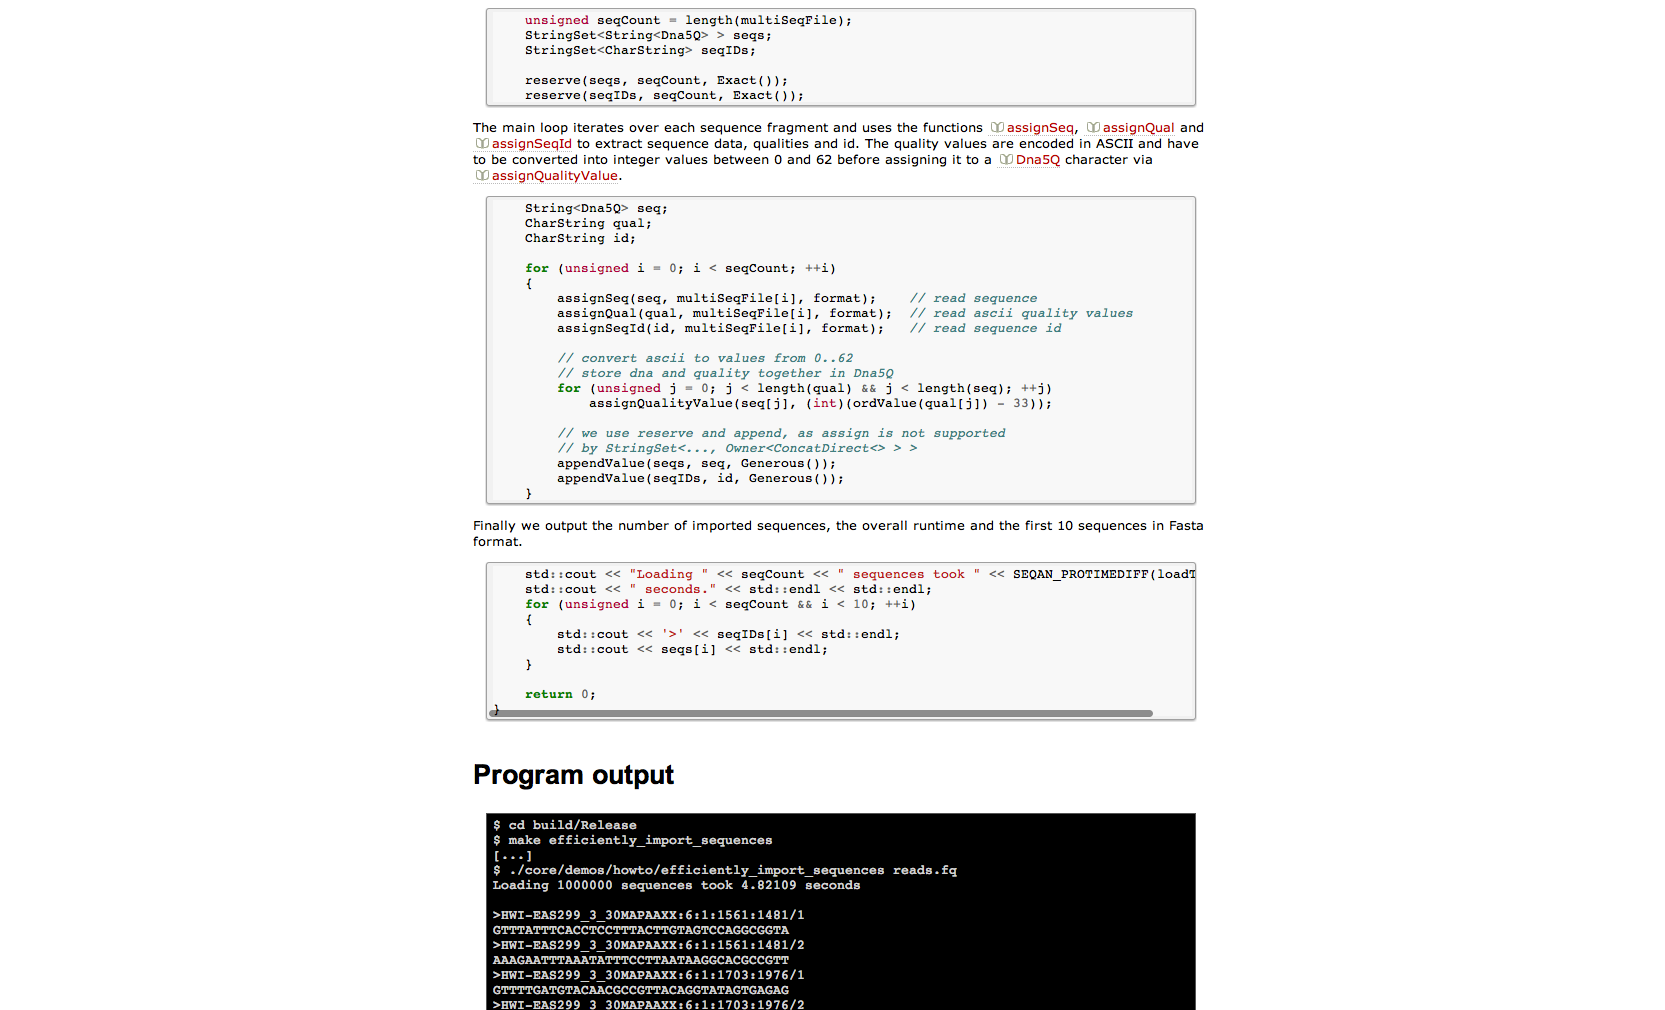 unsigned seqCount = length(multiSeqFile);
StringSet<String<Dna5Q> > seqs;
StringSet<CharString> seqIDs;
reserve(seqs, seqCount, Exact());
reserve(seqIDs, seqCount, Exact());
The main loop iterates over each sequence fragment and uses the functions assignSeq, assignQual and
assignSeqId to extract sequence data, qualities and id. The quality values are encoded in ASCII and have
to be converted into integer values between 0 and 62 before assigning it to a Dna5Q character via
assignQualityValue.
String<Dna5Q> seq;
CharString qual;
CharString id;
for (unsigned i = 0; i < seqCount; ++i)
{
assignSeq(seq, multiSeqFile[i], format);    // read sequence
assignQual(qual, multiSeqFile[i], format);  // read ascii quality values
assignSeqId(id, multiSeqFile[i], format);   // read sequence id
// convert ascii to values from 0..62
// store dna and quality together in Dna5Q
for (unsigned j = 0; j < length(qual) && j < length(seq); ++j)
assignQualityValue(seq[j], (int)(ordValue(qual[j]) - 33));
// we use reserve and append, as assign is not supported
// by StringSet<..., Owner<ConcatDirect<> > >
appendValue(seqs, seq, Generous());
appendValue(seqIDs, id, Generous());
}
Finally we output the number of imported sequences, the overall runtime and the first 10 sequences in Fasta
format.
std::cout << "Loading " << seqCount << " sequences took " << SEQAN_PROTIMEDIFF(loadT
std::cout << " seconds." << std::endl << std::endl;
for (unsigned i = 0; i < seqCount && i < 10; ++i)
{
std::cout << '>' << seqIDs[i] << std::endl;
std::cout << seqs[i] << std::endl;
}
return 0;
}
Program output
$ cd build/Release
$ make efficiently_import_sequences
[...]
$ ./core/demos/howto/efficiently_import_sequences reads.fq
Loading 1000000 sequences took 4.82109 seconds
>HWI-EAS299_3_30MAPAAXX:6:1:1561:1481/1
GTTTATTTCACCTCCTTTACTTGTAGTCCAGGCGGTA
>HWI-EAS299_3_30MAPAAXX:6:1:1561:1481/2
AAAGAATTTAAATATTTCCTTAATAAGGCACGCCGTT
>HWI-EAS299_3_30MAPAAXX:6:1:1703:1976/1
GTTTTGATGTACAACGCCGTTACAGGTATAGTGAGAG
>HWI-EAS299_3_30MAPAAXX:6:1:1703:1976/2